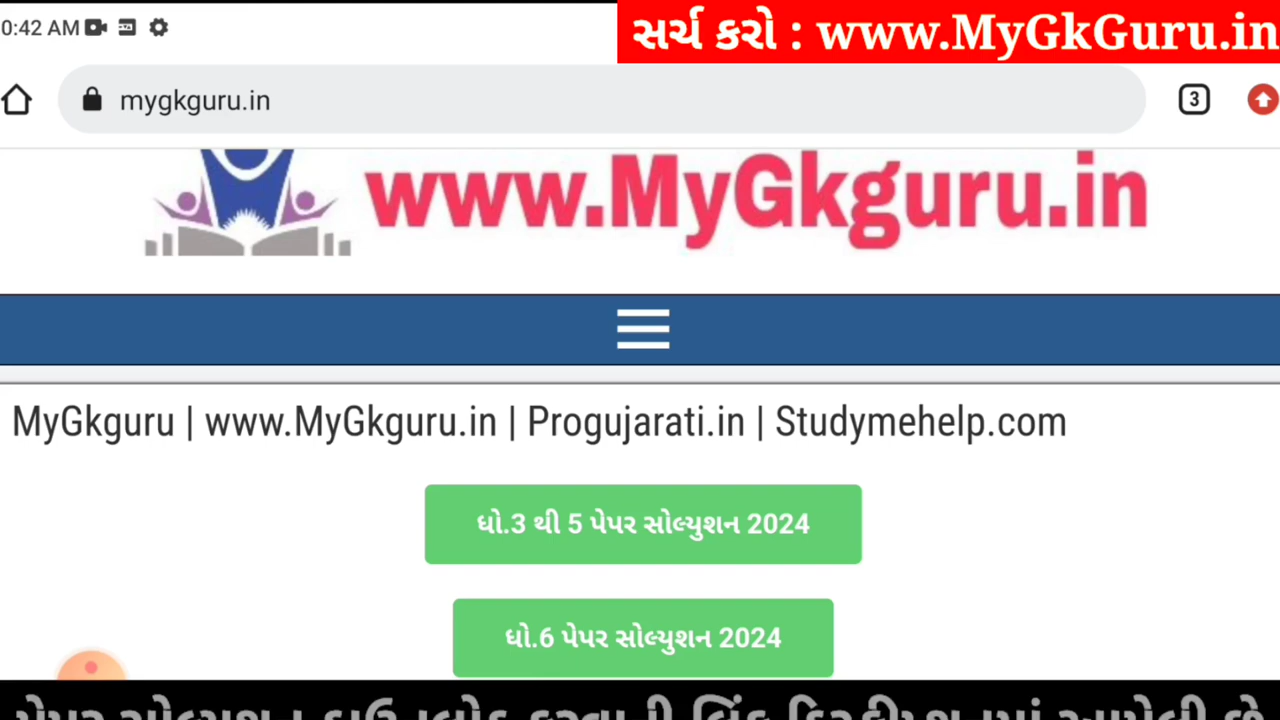 0:42 AM
સર્ચ કરો : www.MyGkGuru.in
mygkguru.in
3
www.MyGkguru.in
MyGkguru | www.MyGkguru.in | Progujarati.in | Studymehelp.com
ધો.3 થી 5 પેપર સોલ્યુશન 2024
ધો.6 પેપર સોલ્યુશન 2024